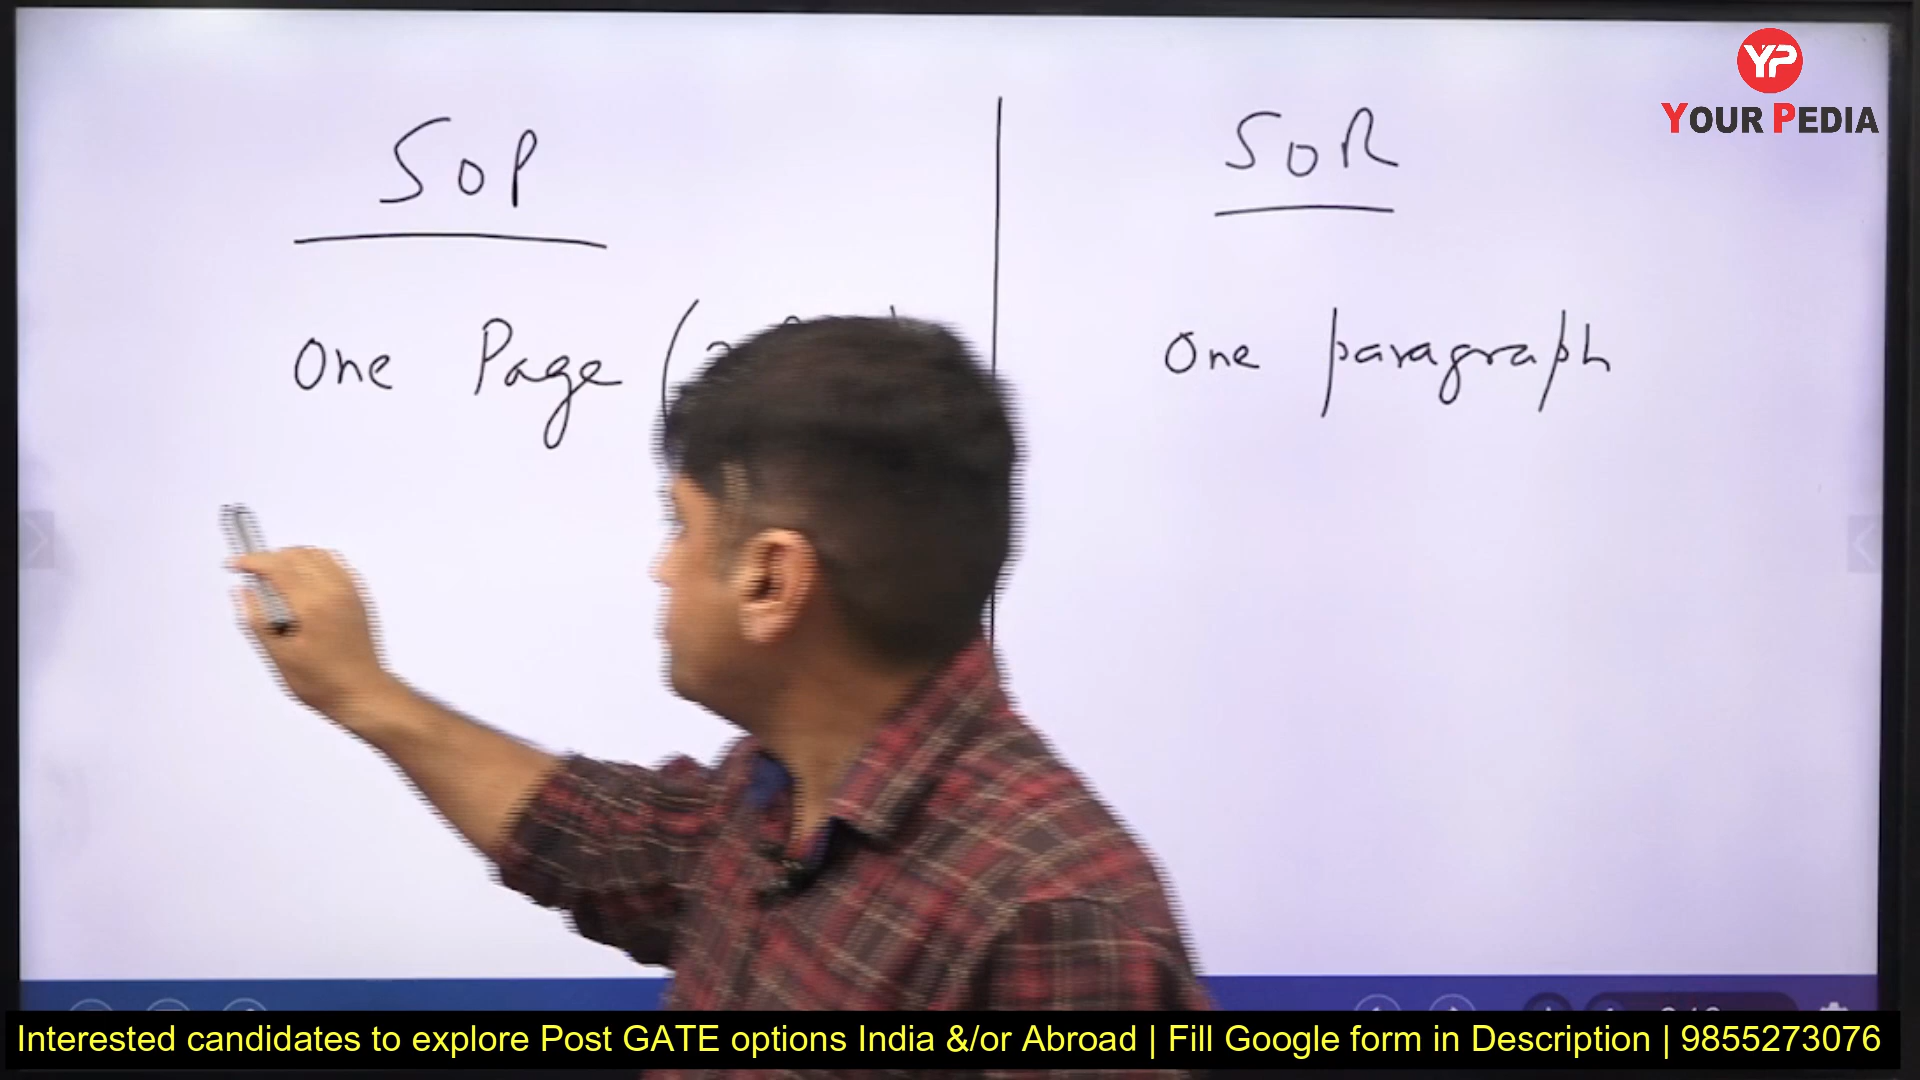 SOP
SOR
YP
YOUR PEDIA
One Page (
One paragraph
Interested candidates to explore Post GATE options India &/or Abroad | Fill Google form in Description | 9855273076